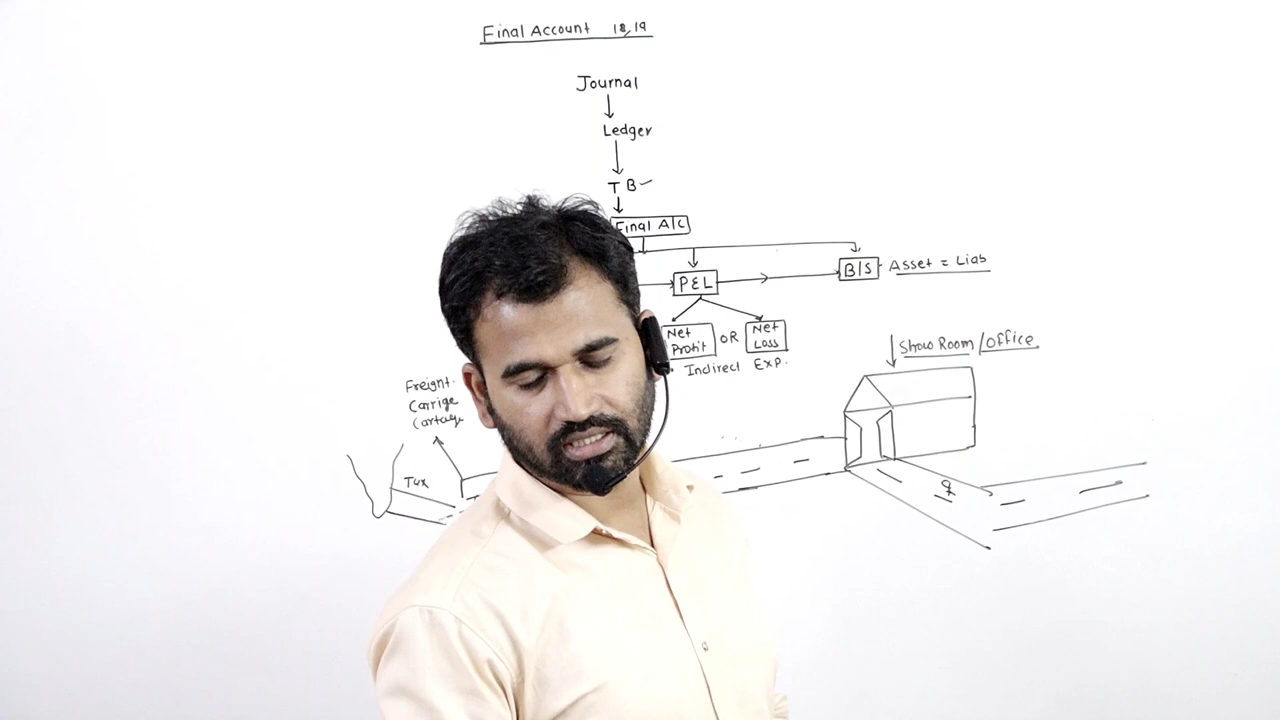 Final Account 18,19
Journal
Ledger
T B
Final A/c
P&L
B/S
Asset = Liab
Net Profit
OR
Net Loss
Indirect Exp.
Show Room/Office
Freight
Carrige
Cartage
Tax